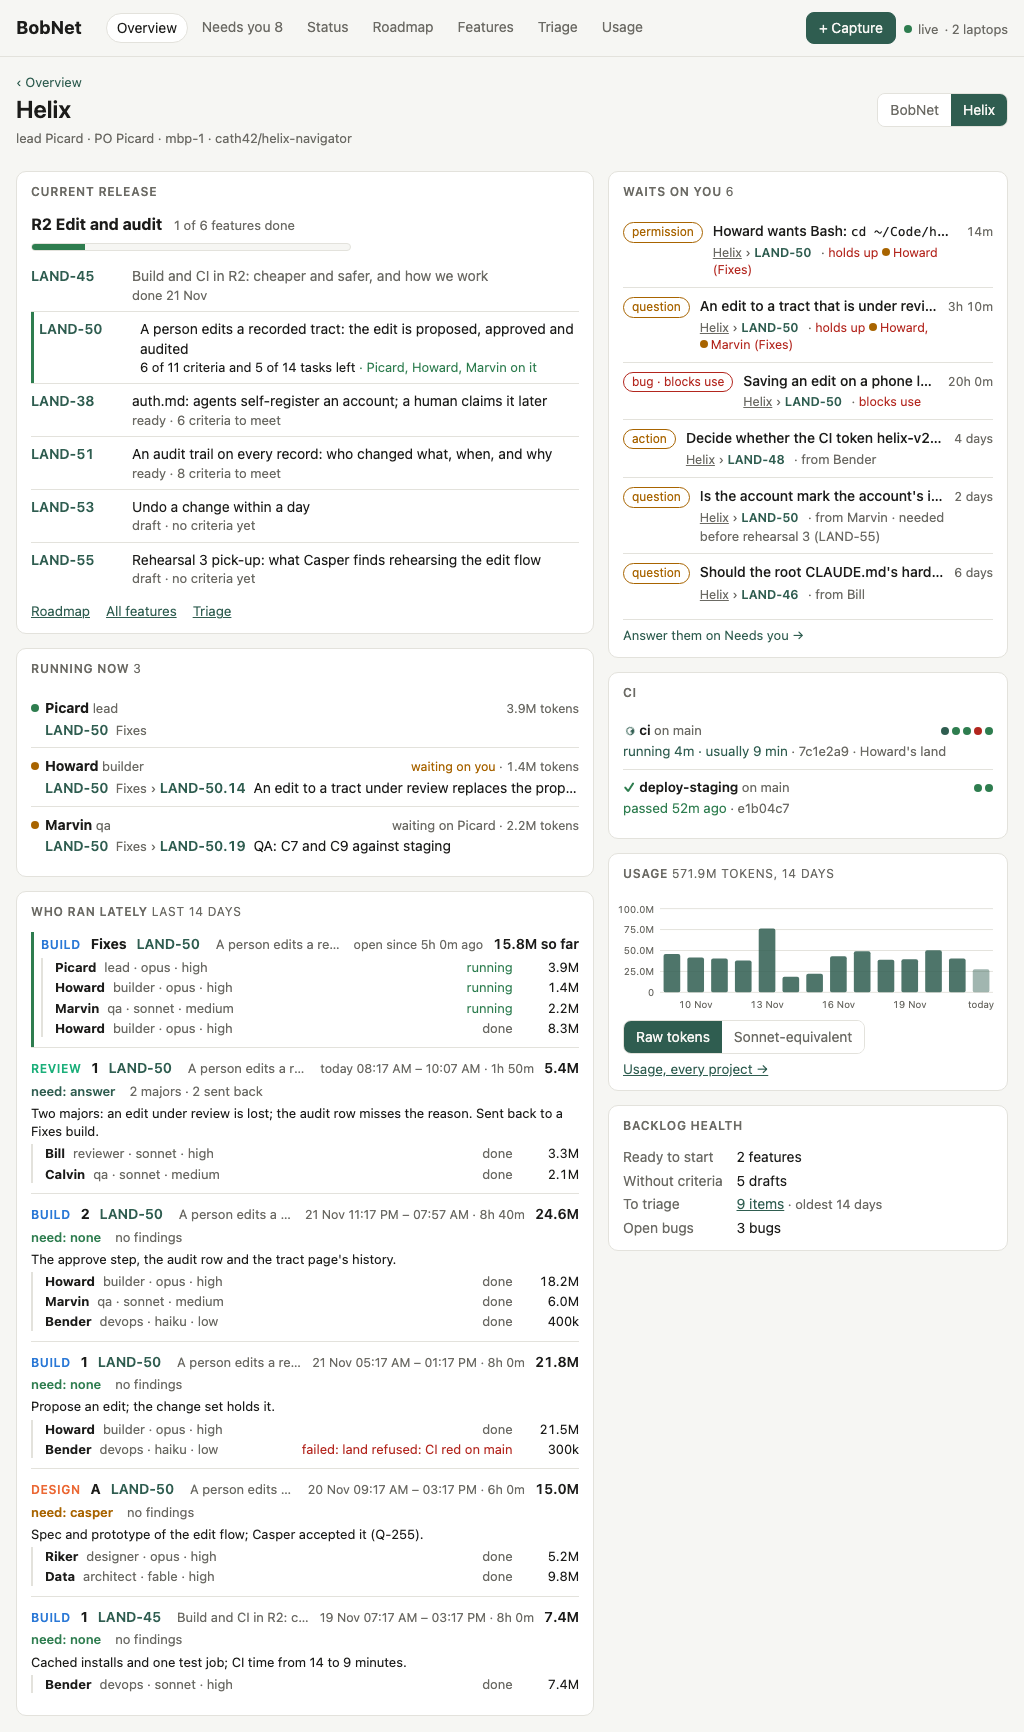 BobNet
Overview
Needs you 8
Status
Roadmap
Features
Triage
Usage
+ Capture
live · 2 laptops
‹ Overview
Helix
lead Picard · PO Picard · mbp-1 · cath42/helix-navigator
BobNet
Helix
CURRENT RELEASE
R2 Edit and audit 1 of 6 features done
LAND-45 Build and CI in R2: cheaper and safer, and how we work
done 21 Nov
LAND-50 A person edits a recorded tract: the edit is proposed, approved and
audited
6 of 11 criteria and 5 of 14 tasks left · Picard, Howard, Marvin on it
LAND-38 auth.md: agents self-register an account; a human claims it later
ready · 6 criteria to meet
LAND-51 An audit trail on every record: who changed what, when, and why
ready · 8 criteria to meet
LAND-53 Undo a change within a day
draft · no criteria yet
LAND-55 Rehearsal 3 pick-up: what Casper finds rehearsing the edit flow
draft · no criteria yet
Roadmap All features Triage
RUNNING NOW 3
Picard lead 3.9M tokens
LAND-50 Fixes
Howard builder waiting on you · 1.4M tokens
LAND-50 Fixes › LAND-50.14 An edit to a tract under review replaces the prop...
Marvin qa waiting on Picard · 2.2M tokens
LAND-50 Fixes › LAND-50.19 QA: C7 and C9 against staging
WHO RAN LATELY LAST 14 DAYS
BUILD Fixes LAND-50 A person edits a re... open since 5h 0m ago 15.8M so far
Picard lead · opus · high running 3.9M
Howard builder · opus · high running 1.4M
Marvin qa · sonnet · medium running 2.2M
Howard builder · opus · high done 8.3M
REVIEW 1 LAND-50 A person edits a r... today 08:17 AM – 10:07 AM · 1h 50m 5.4M
need: answer 2 majors · 2 sent back
Two majors: an edit under review is lost; the audit row misses the reason. Sent back to a
Fixes build.
Bill reviewer · sonnet · high done 3.3M
Calvin qa · sonnet · medium done 2.1M
BUILD 2 LAND-50 A person edits a ... 21 Nov 11:17 PM – 07:57 AM · 8h 40m 24.6M
need: none no findings
The approve step, the audit row and the tract page's history.
Howard builder · opus · high done 18.2M
Marvin qa · sonnet · medium done 6.0M
Bender devops · haiku · low done 400k
BUILD 1 LAND-50 A person edits a re... 21 Nov 05:17 AM – 01:17 PM · 8h 0m 21.8M
need: none no findings
Propose an edit; the change set holds it.
Howard builder · opus · high done 21.5M
Bender devops · haiku · low failed: land refused: CI red on main 300k
DESIGN A LAND-50 A person edits ... 20 Nov 09:17 AM – 03:17 PM · 6h 0m 15.0M
need: casper no findings
Spec and prototype of the edit flow; Casper accepted it (Q-255).
Riker designer · opus · high done 5.2M
Data architect · fable · high done 9.8M
BUILD 1 LAND-45 Build and CI in R2: c... 19 Nov 07:17 AM – 03:17 PM · 8h 0m 7.4M
need: none no findings
Cached installs and one test job; CI time from 14 to 9 minutes.
Bender devops · sonnet · high done 7.4M
WAITS ON YOU 6
permission Howard wants Bash: cd ~/Code/h... 14m
Helix › LAND-50 · holds up Howard
(Fixes)
question An edit to a tract that is under revi... 3h 10m
Helix › LAND-50 · holds up Howard,
Marvin (Fixes)
bug · blocks use Saving an edit on a phone l... 20h 0m
Helix › LAND-50 · blocks use
action Decide whether the CI token helix-v2... 4 days
Helix › LAND-48 · from Bender
question Is the account mark the account's i... 2 days
Helix › LAND-50 · from Marvin · needed
before rehearsal 3 (LAND-55)
question Should the root CLAUDE.md's hard... 6 days
Helix › LAND-46 · from Bill
Answer them on Needs you →
CI
ci on main
running 4m · usually 9 min · 7c1e2a9 · Howard's land
✓ deploy-staging on main
passed 52m ago · e1b04c7
USAGE 571.9M TOKENS, 14 DAYS
100.0M
75.0M
50.0M
25.0M
0
10 Nov 13 Nov 16 Nov 19 Nov today
Raw tokens Sonnet-equivalent
Usage, every project →
BACKLOG HEALTH
Ready to start 2 features
Without criteria 5 drafts
To triage 9 items · oldest 14 days
Open bugs 3 bugs